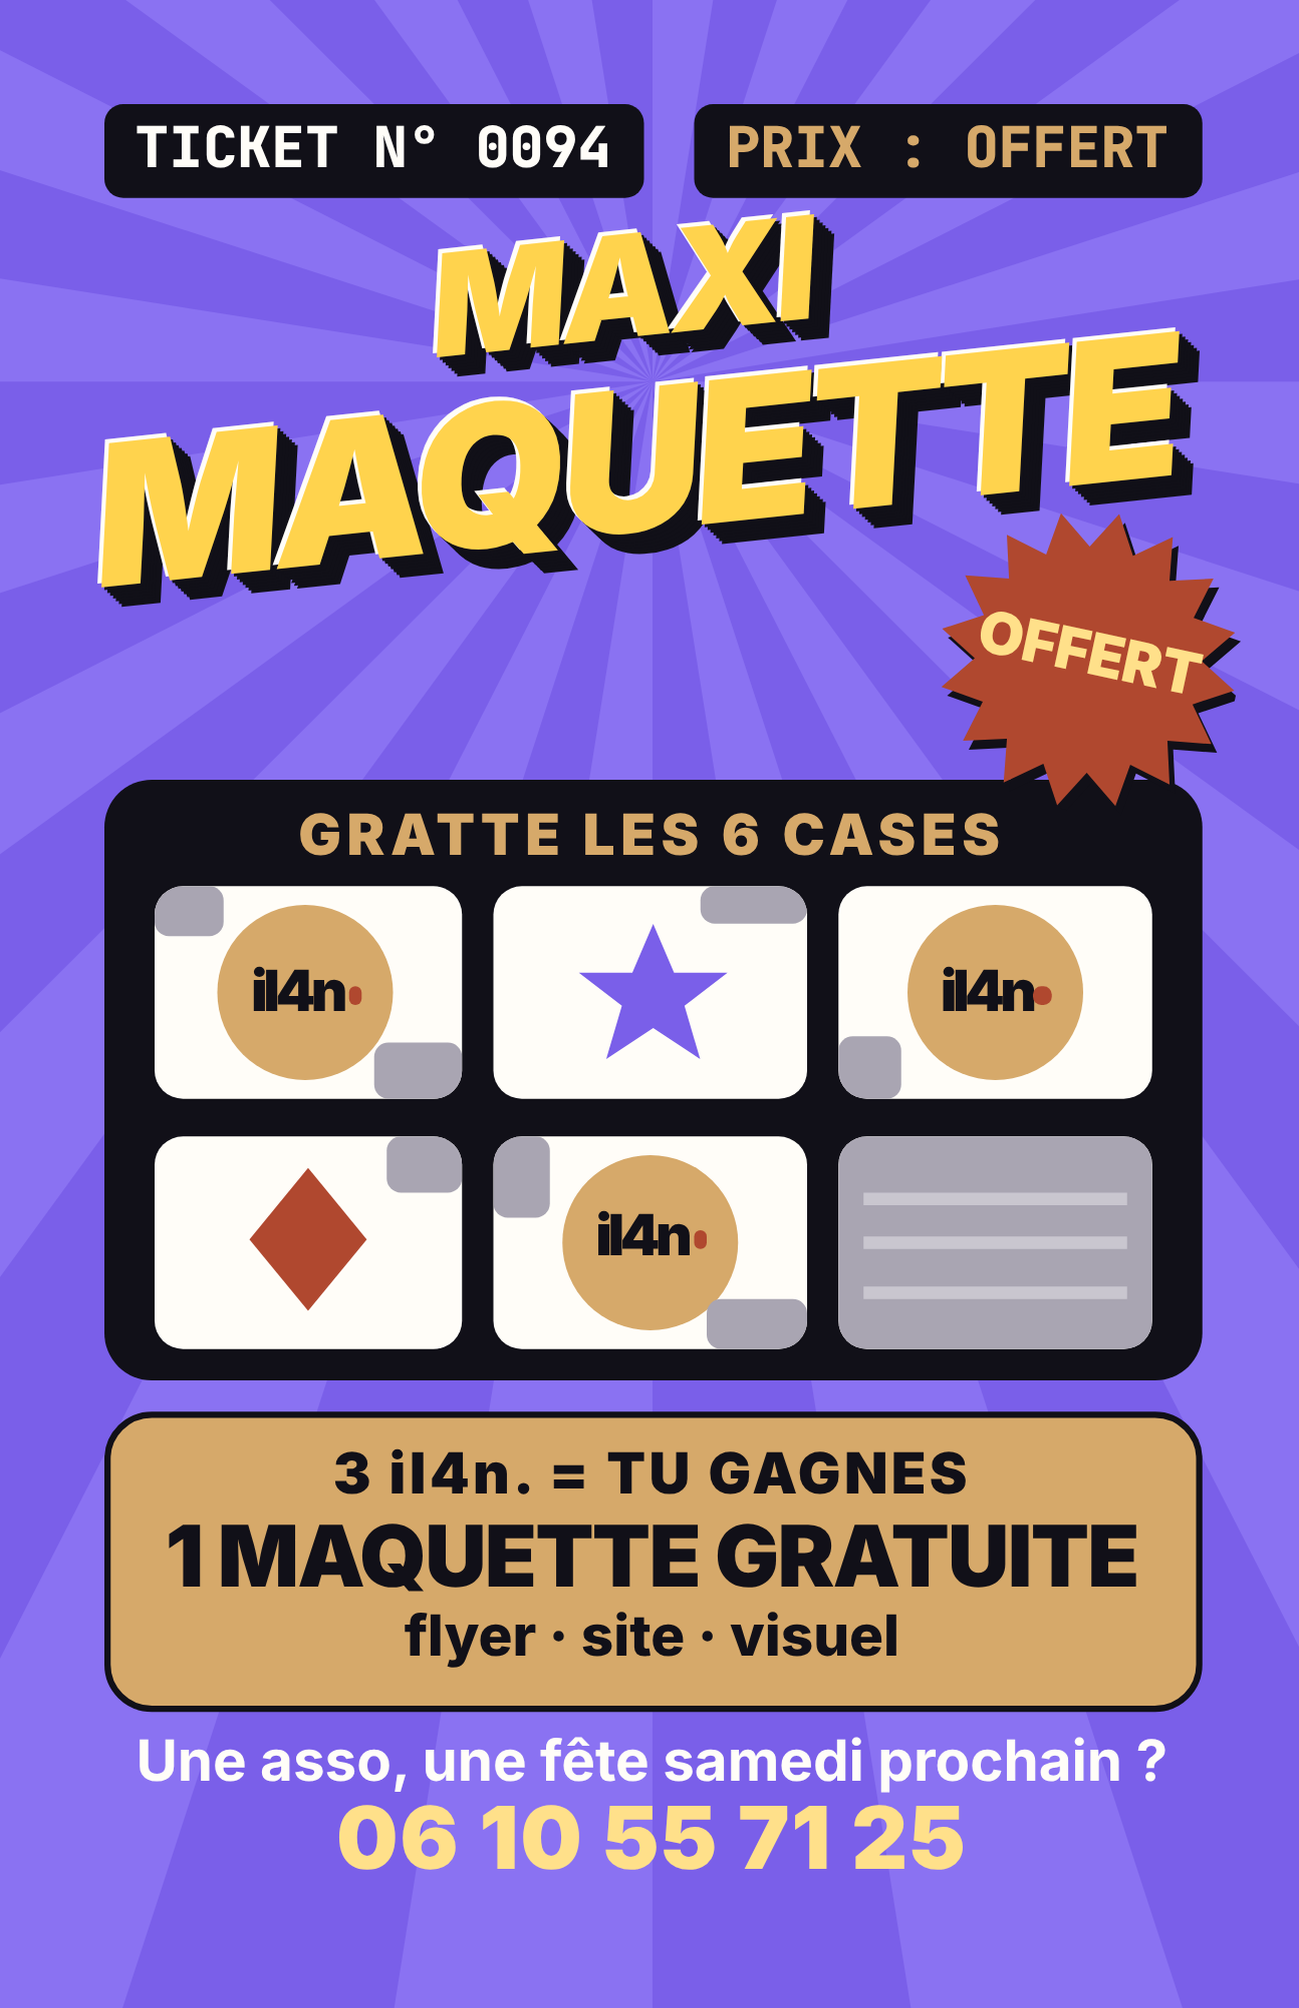 TICKET N° 0094
PRIX : OFFERT
MAXI
MAQUETTE
OFFERT
GRATTE LES 6 CASES
il4n.
il4n.
il4n.
3 il4n. = TU GAGNES
1 MAQUETTE GRATUITE
flyer · site · visuel
Une asso, une fête samedi prochain ?
06 10 55 71 25